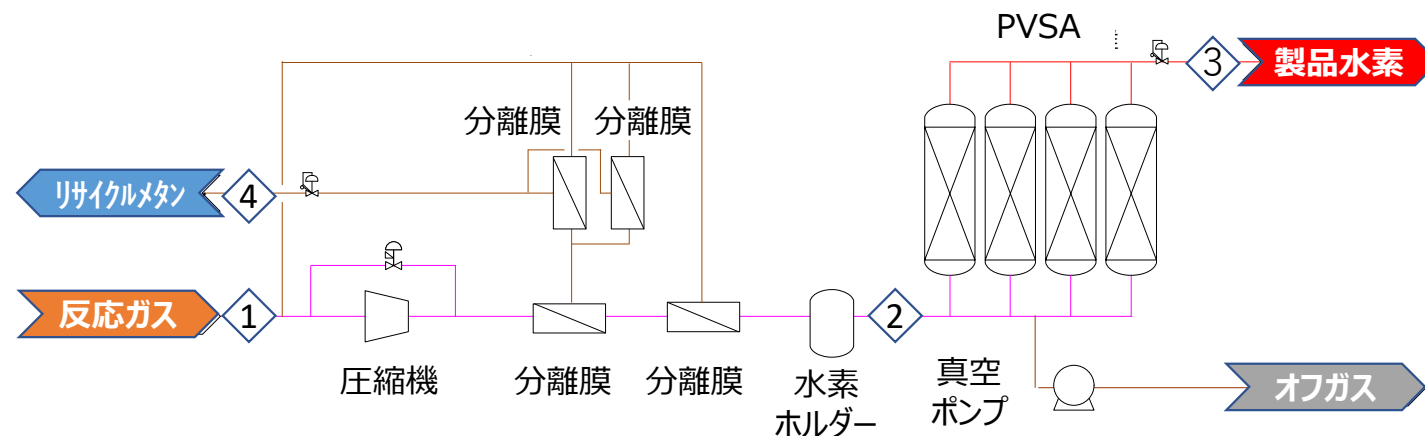 PVSA
3
製品水素
分離膜
分離膜
リサイクルメタン
4
反応ガス
1
2
圧縮機
分離膜
分離膜
水素
ホルダー
真空
ポンプ
オフガス